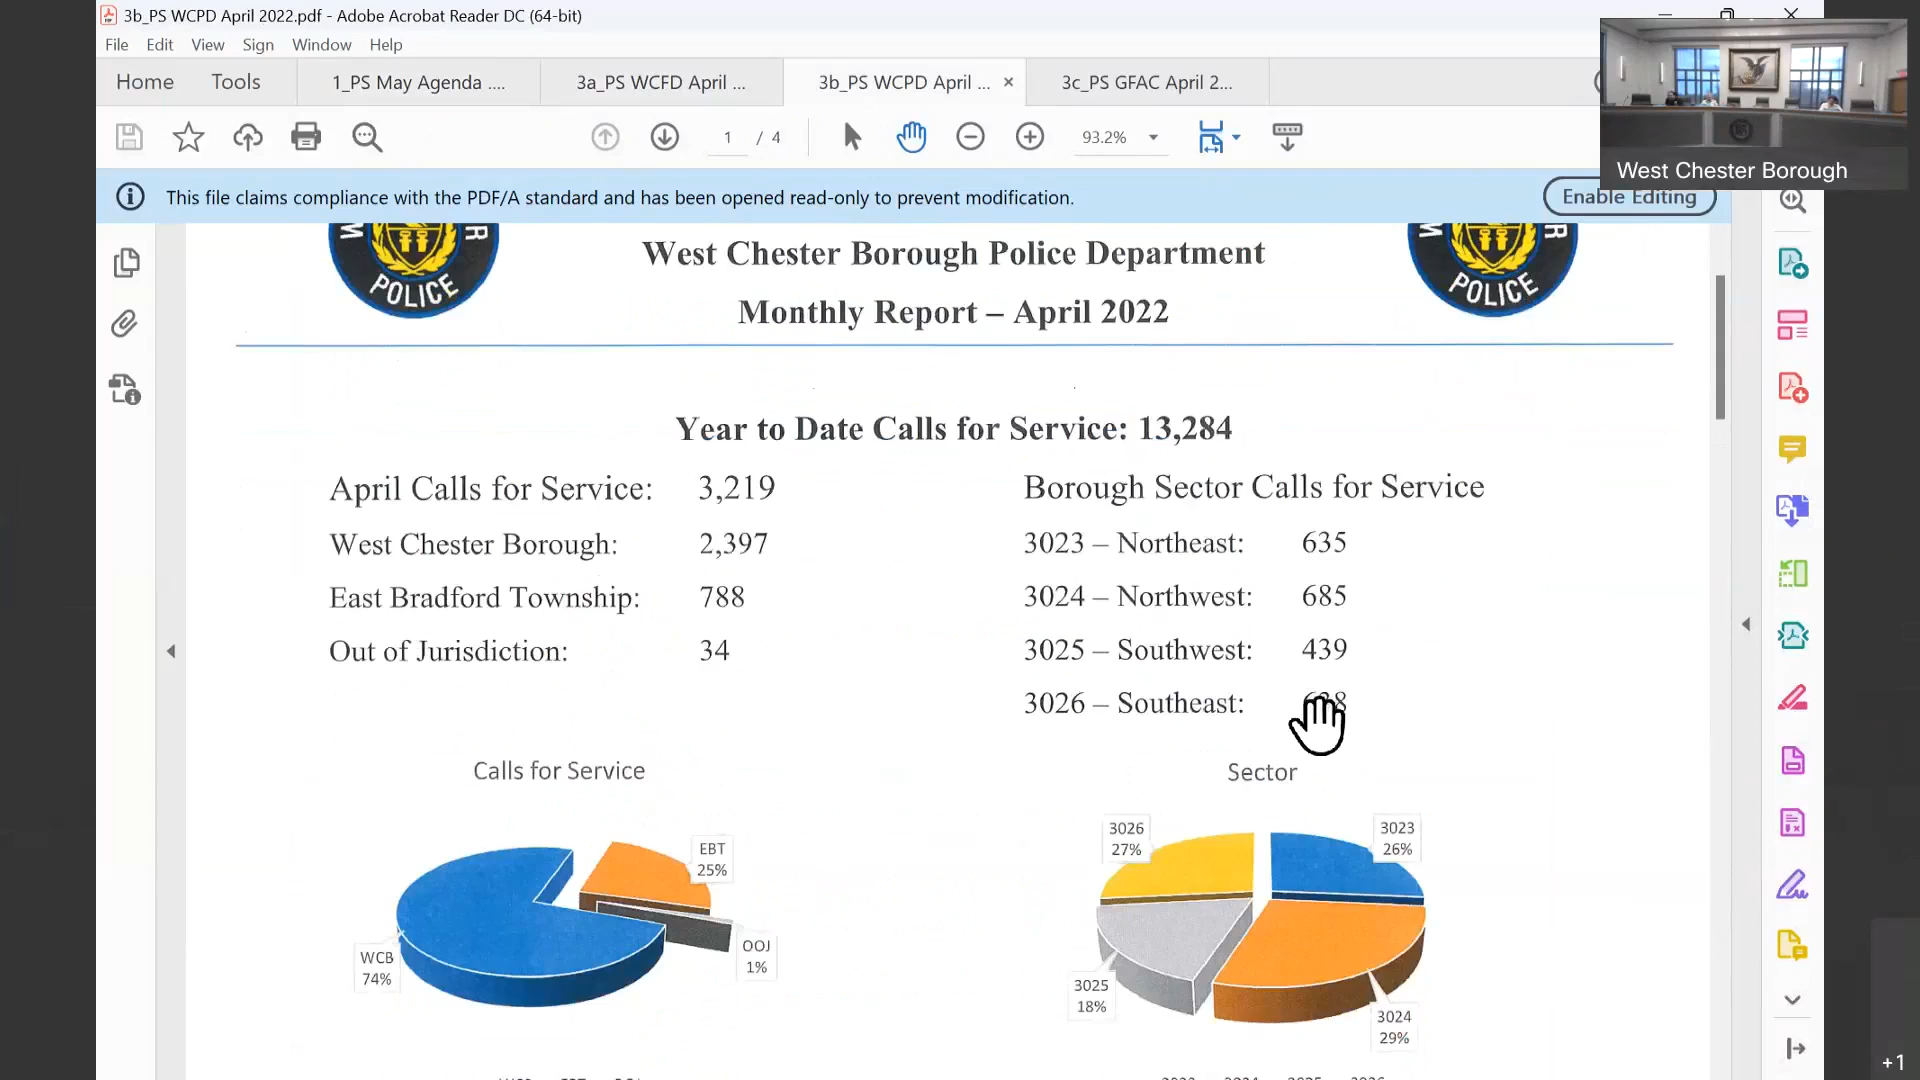 3b_PS WCPD April 2022.pdf - Adobe Acrobat Reader DC (64-bit)
File Edit View Sign Window Help
Home Tools 1_PS May Agenda .... 3a_PS WCFD April ... 3b_PS WCPD April ... × 3c_PS GFAC April 2...
1 / 4 93.2%
West Chester Borough
This file claims compliance with the PDF/A standard and has been opened read-only to prevent modification. Enable Editing
POLICE
POLICE
West Chester Borough Police Department
Monthly Report – April 2022
Year to Date Calls for Service: 13,284
April Calls for Service: 3,219
West Chester Borough: 2,397
East Bradford Township: 788
Out of Jurisdiction: 34
Borough Sector Calls for Service
3023 – Northeast: 635
3024 – Northwest: 685
3025 – Southwest: 439
3026 – Southeast:
Calls for Service
EBT
25%
OOJ
1%
WCB
74%
Sector
3026
27%
3023
26%
3025
18%
3024
29%
+1